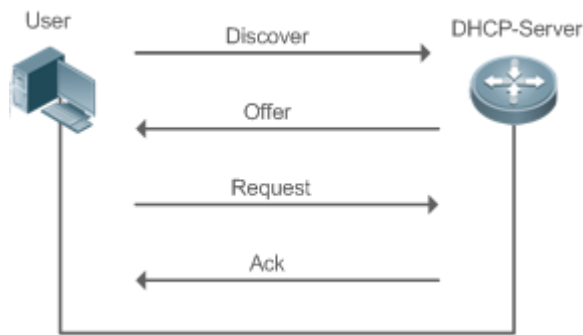 User
DHCP-Server
Discover
Offer
Request
Ack